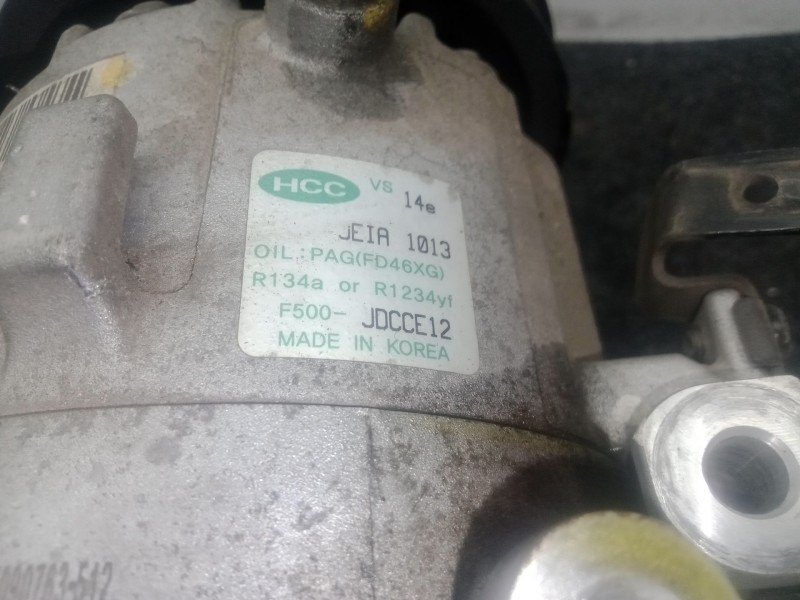 HCC VS 14e
JEIA 1013
OIL : PAG(FD46XG)
R134a or R1234yf
F500- JDCCE12
MADE IN KOREA